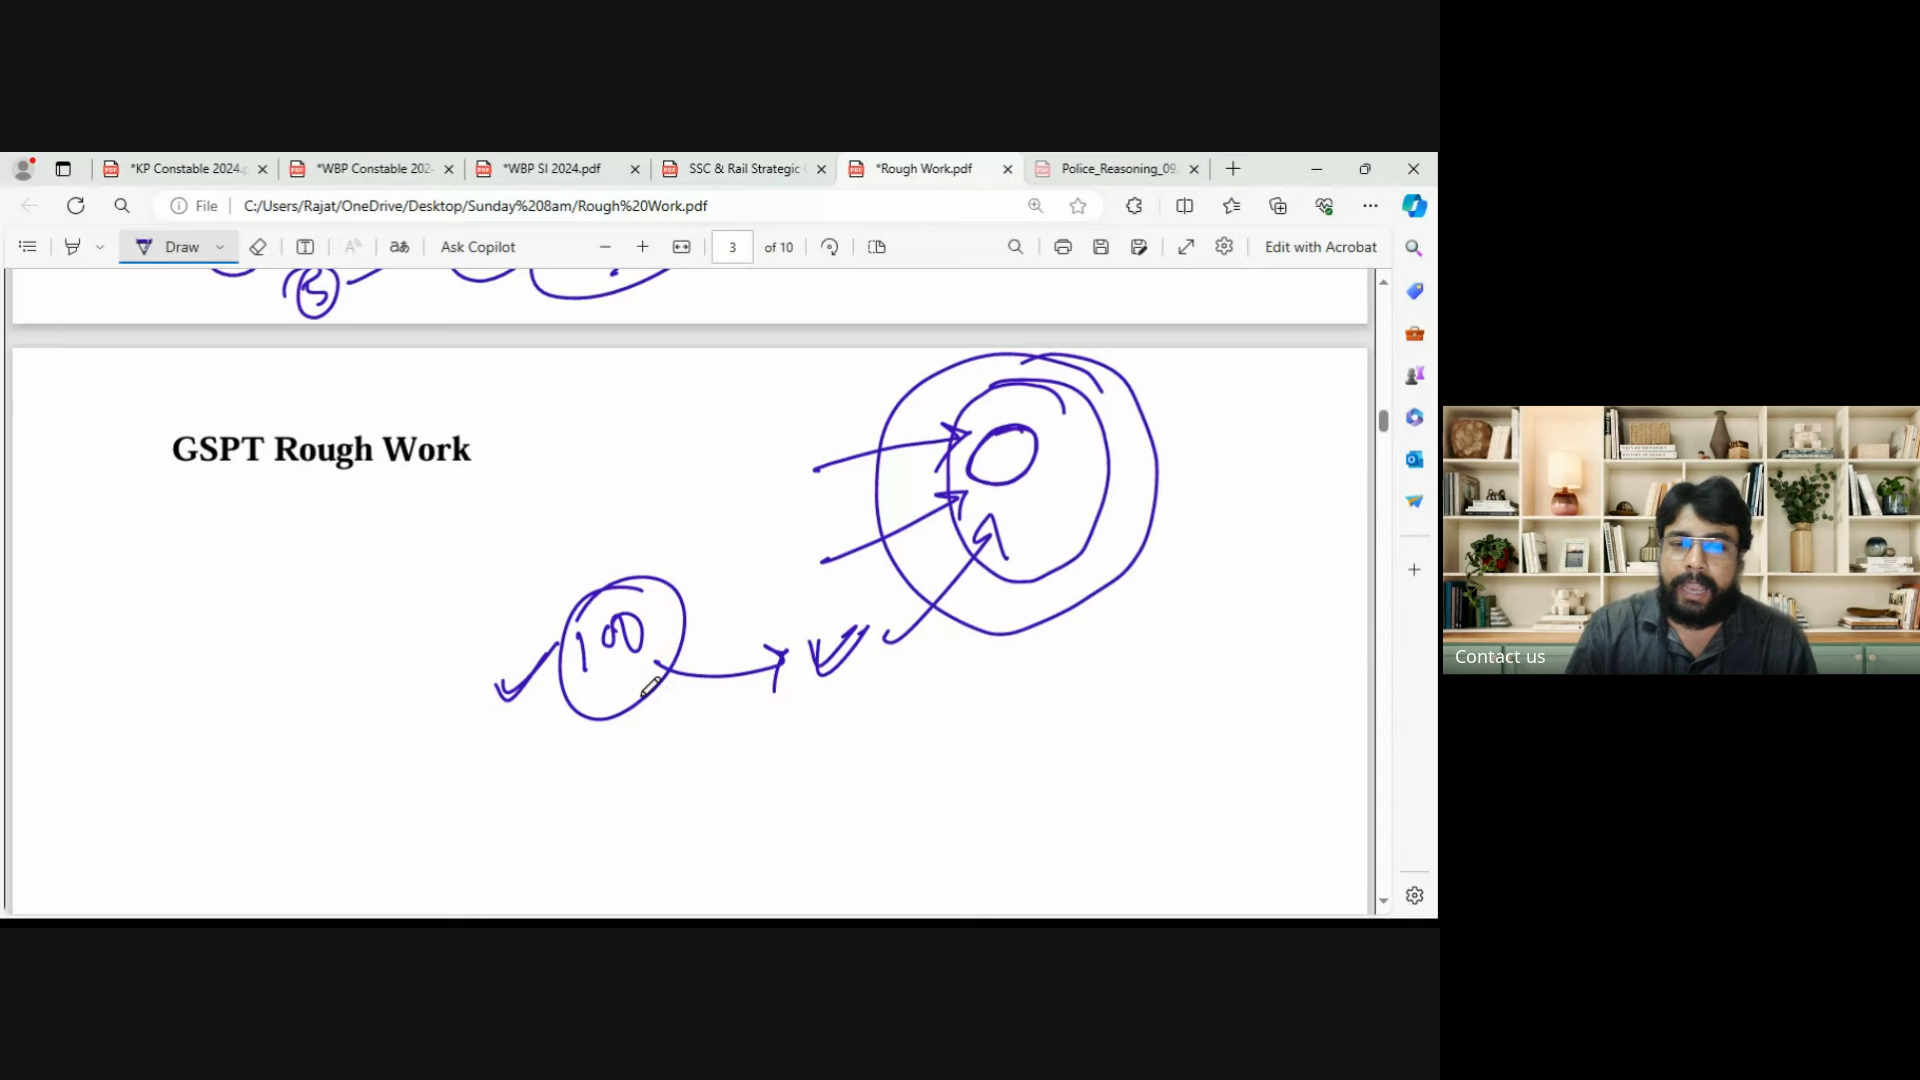 *KP Constable 2024.p
*WBP Constable 202
*WBP SI 2024.pdf
SSC & Rail Strategic
*Rough Work.pdf
Police_Reasoning_09
File
C:/Users/Rajat/OneDrive/Desktop/Sunday%208am/Rough%20Work.pdf
Draw
aあ
Ask Copilot
3
of 10
Edit with Acrobat
B
GSPT Rough Work
100
Contact us